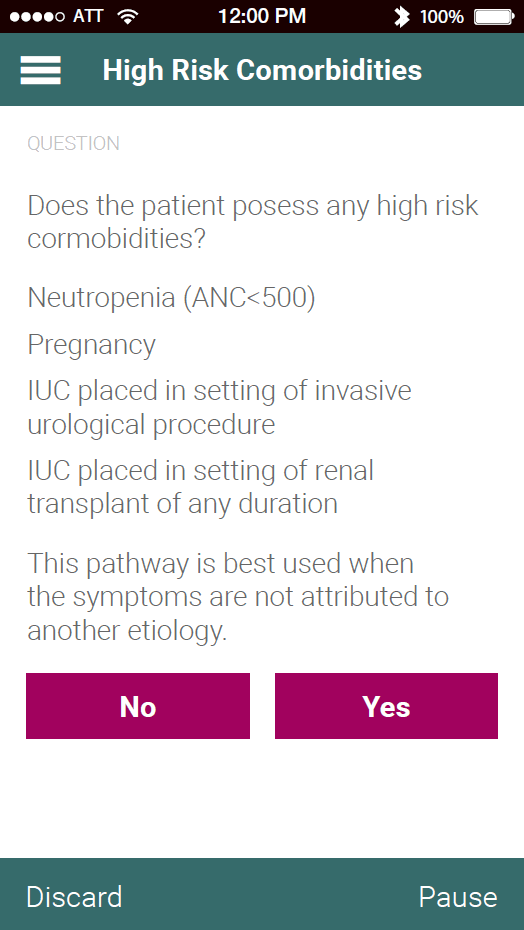 ATT 12:00 PM 100%
High Risk Comorbidities
QUESTION
Does the patient posess any high risk
cormobidities?
Neutropenia (ANC<500)
Pregnancy
IUC placed in setting of invasive
urological procedure
IUC placed in setting of renal
transplant of any duration
This pathway is best used when
the symptoms are not attributed to
another etiology.
No Yes
Discard Pause